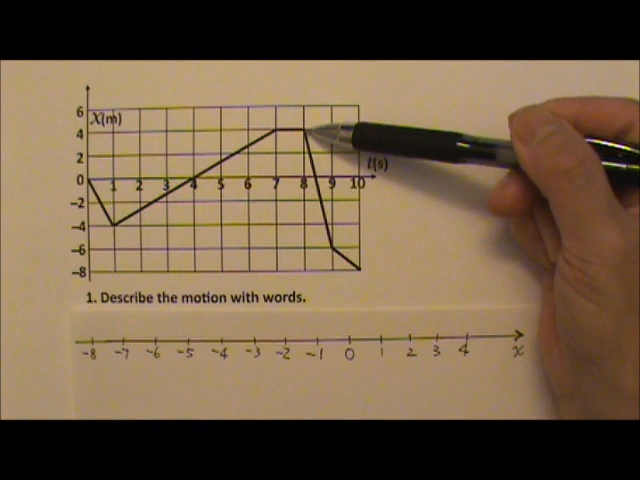 6
X(m)
4
2
t(s)
0 1 2 3 4 5 6 7 8 9 10
−2
−4
−6
−8
1. Describe the motion with words.
-8 -7 -6 -5 -4 -3 -2 -1 0 1 2 3 4 x